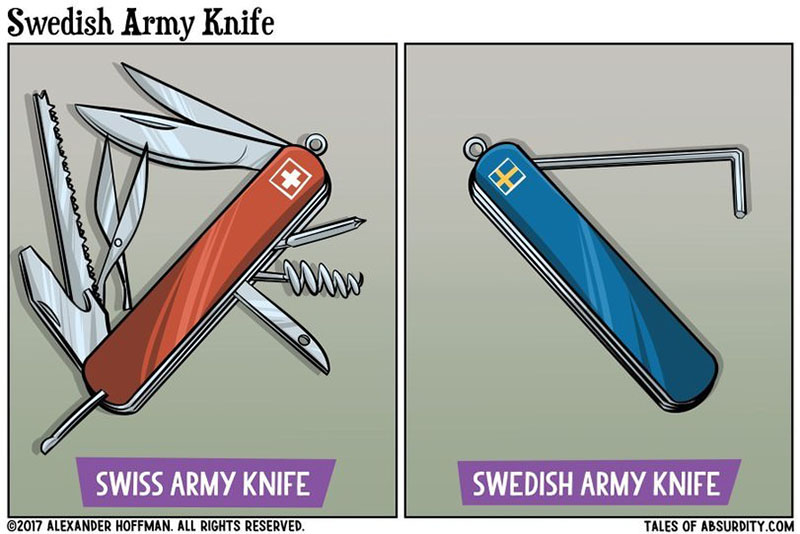 Swedish Army Knife
SWISS ARMY KNIFE
SWEDISH ARMY KNIFE
©2017 ALEXANDER HOFFMAN. ALL RIGHTS RESERVED.
TALES OF ABSURDITY.COM